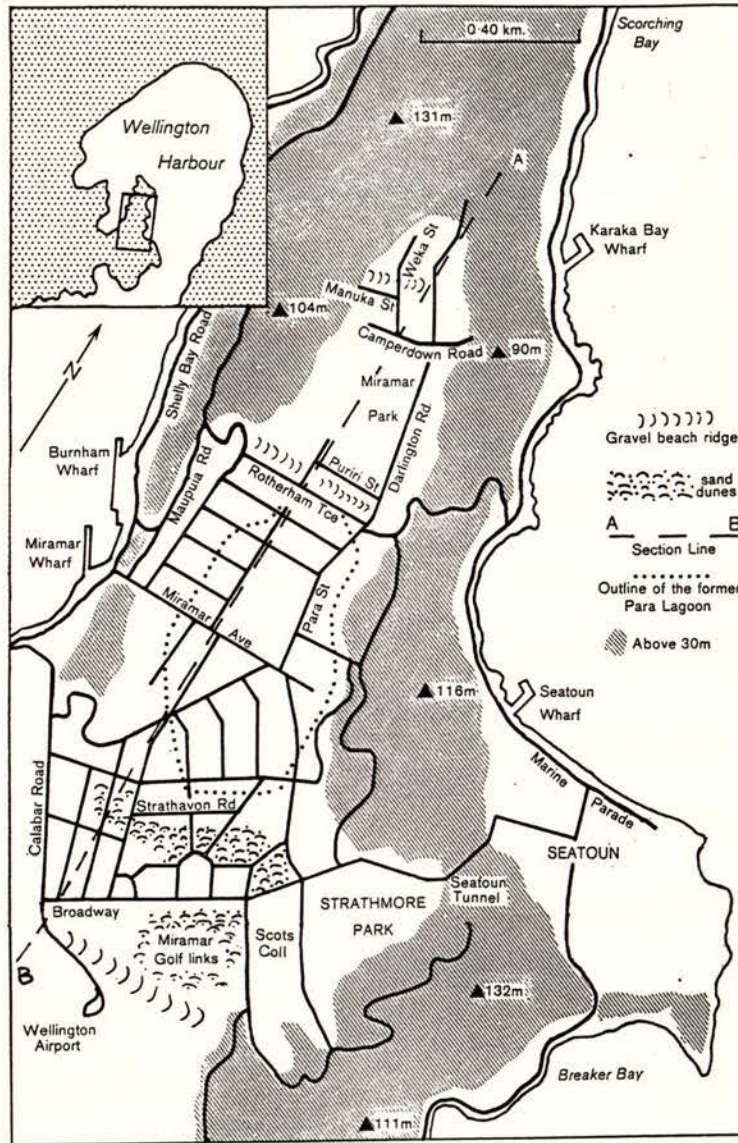 0·40 km.
Scorching
Bay
Wellington
Harbour
131m
A
Weka St
Karaka Bay
Wharf
Manuka St
104m
Camperdown Road
90m
N
Shelly Bay Road
Miramar
Park
Darlington Rd.
Burnham
Wharf
Maupuia Rd
Puriri St
Rotherham Tce
Gravel beach ridges
sand
dunes
A B
Section Line
Miramar
Wharf
Outline of the former
Para Lagoon
Miramar Ave
Para St
Above 30m
116m
Seatoun
Wharf
Marine
Parade
Calabar Road
Strathavon Rd
SEATOUN
Broadway
STRATHMORE
PARK
Seatoun
Tunnel
Miramar
Golf links
Scots
Coll
B
132m
Wellington
Airport
Breaker Bay
111m